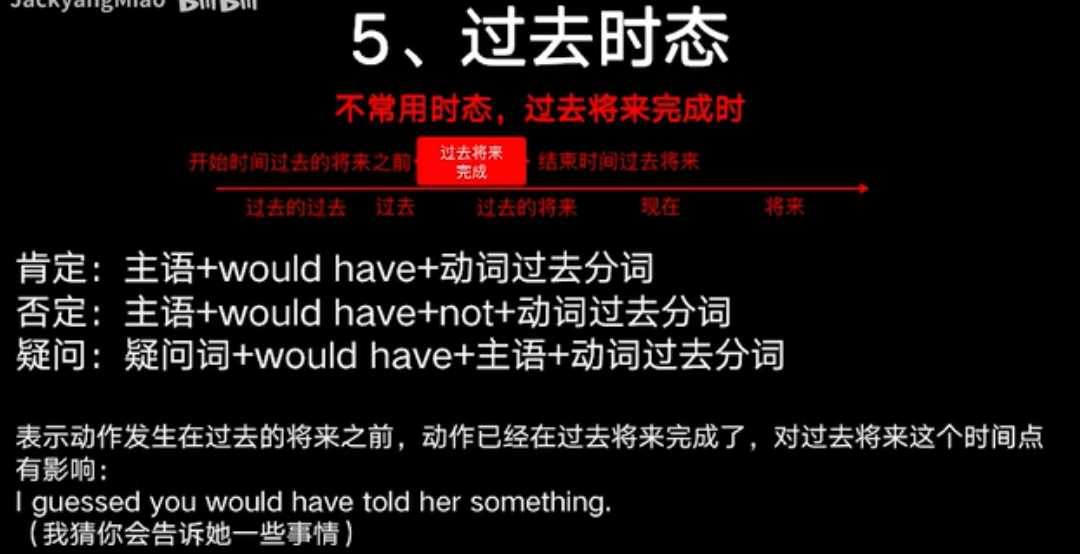 JackyangMiao bilibili
5、过去时态
不常用时态，过去将来完成时
开始时间过去的将来之前
过去将来
完成
结束时间过去将来
过去的过去 过去 过去的将来 现在 将来
肯定：主语+would have+动词过去分词
否定：主语+would have+not+动词过去分词
疑问：疑问词+would have+主语+动词过去分词
表示动作发生在过去的将来之前，动作已经在过去将来完成了，对过去将来这个时间点
有影响：
I guessed you would have told her something.
（我猜你会告诉她一些事情）